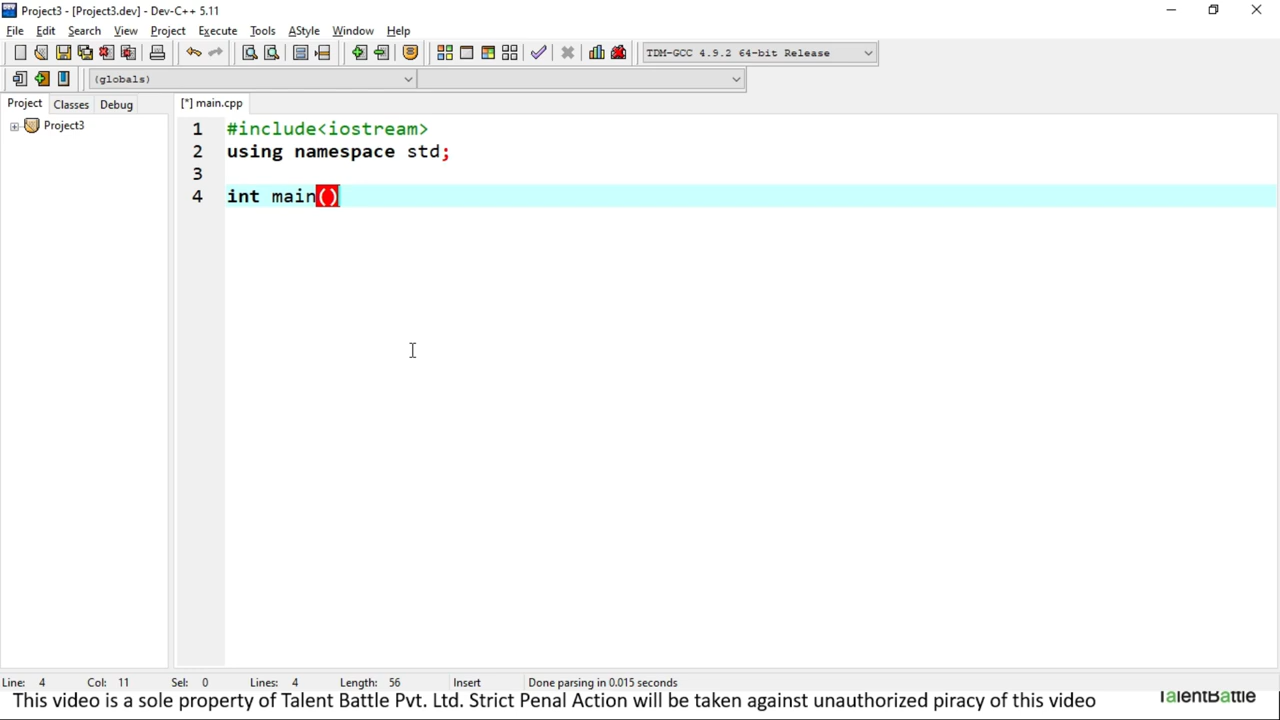 Project3 - [Project3.dev] - Dev-C++ 5.11
File Edit Search View Project Execute Tools AStyle Window Help
TDM-GCC 4.9.2 64-bit Release
(globals)
Project Classes Debug
[*] main.cpp
Project3
1 #include<iostream>
2 using namespace std;
3
4 int main()
Line: 4 Col: 11 Sel: 0 Lines: 4 Length: 56 Insert Done parsing in 0.015 seconds
This video is a sole property of Talent Battle Pvt. Ltd. Strict Penal Action will be taken against unauthorized piracy of this video
TalentBattle